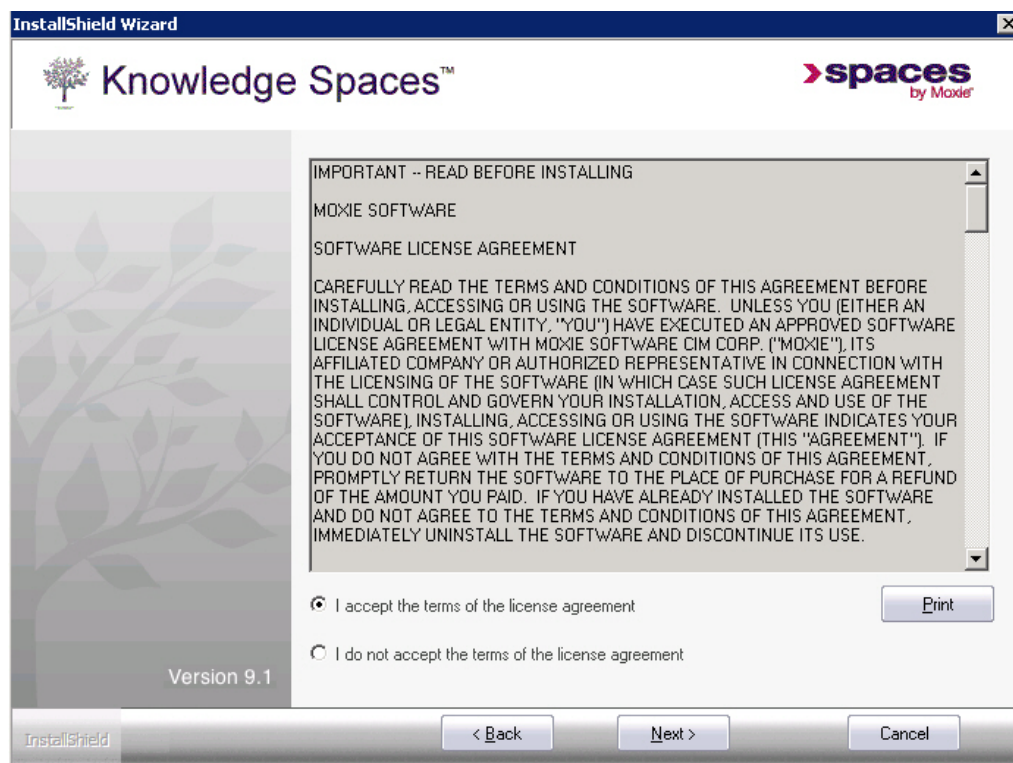 InstallShield Wizard
Knowledge Spaces™
spaces
by Moxie®
IMPORTANT -- READ BEFORE INSTALLING
MOXIE SOFTWARE
SOFTWARE LICENSE AGREEMENT
CAREFULLY READ THE TERMS AND CONDITIONS OF THIS AGREEMENT BEFORE
INSTALLING, ACCESSING OR USING THE SOFTWARE.  UNLESS YOU (EITHER AN
INDIVIDUAL OR LEGAL ENTITY, "YOU") HAVE EXECUTED AN APPROVED SOFTWARE
LICENSE AGREEMENT WITH MOXIE SOFTWARE CIM CORP. ("MOXIE"), ITS
AFFILIATED COMPANY OR AUTHORIZED REPRESENTATIVE IN CONNECTION WITH
THE LICENSING OF THE SOFTWARE (IN WHICH CASE SUCH LICENSE AGREEMENT
SHALL CONTROL AND GOVERN YOUR INSTALLATION, ACCESS AND USE OF THE
SOFTWARE), INSTALLING, ACCESSING OR USING THE SOFTWARE INDICATES YOUR
ACCEPTANCE OF THIS SOFTWARE LICENSE AGREEMENT (THIS "AGREEMENT").  IF
YOU DO NOT AGREE WITH THE TERMS AND CONDITIONS OF THIS AGREEMENT,
PROMPTLY RETURN THE SOFTWARE TO THE PLACE OF PURCHASE FOR A REFUND
OF THE AMOUNT YOU PAID.  IF YOU HAVE ALREADY INSTALLED THE SOFTWARE
AND DO NOT AGREE TO THE TERMS AND CONDITIONS OF THIS AGREEMENT,
IMMEDIATELY UNINSTALL THE SOFTWARE AND DISCONTINUE ITS USE.
I accept the terms of the license agreement
Print
I do not accept the terms of the license agreement
Version 9.1
InstallShield
< Back
Next >
Cancel